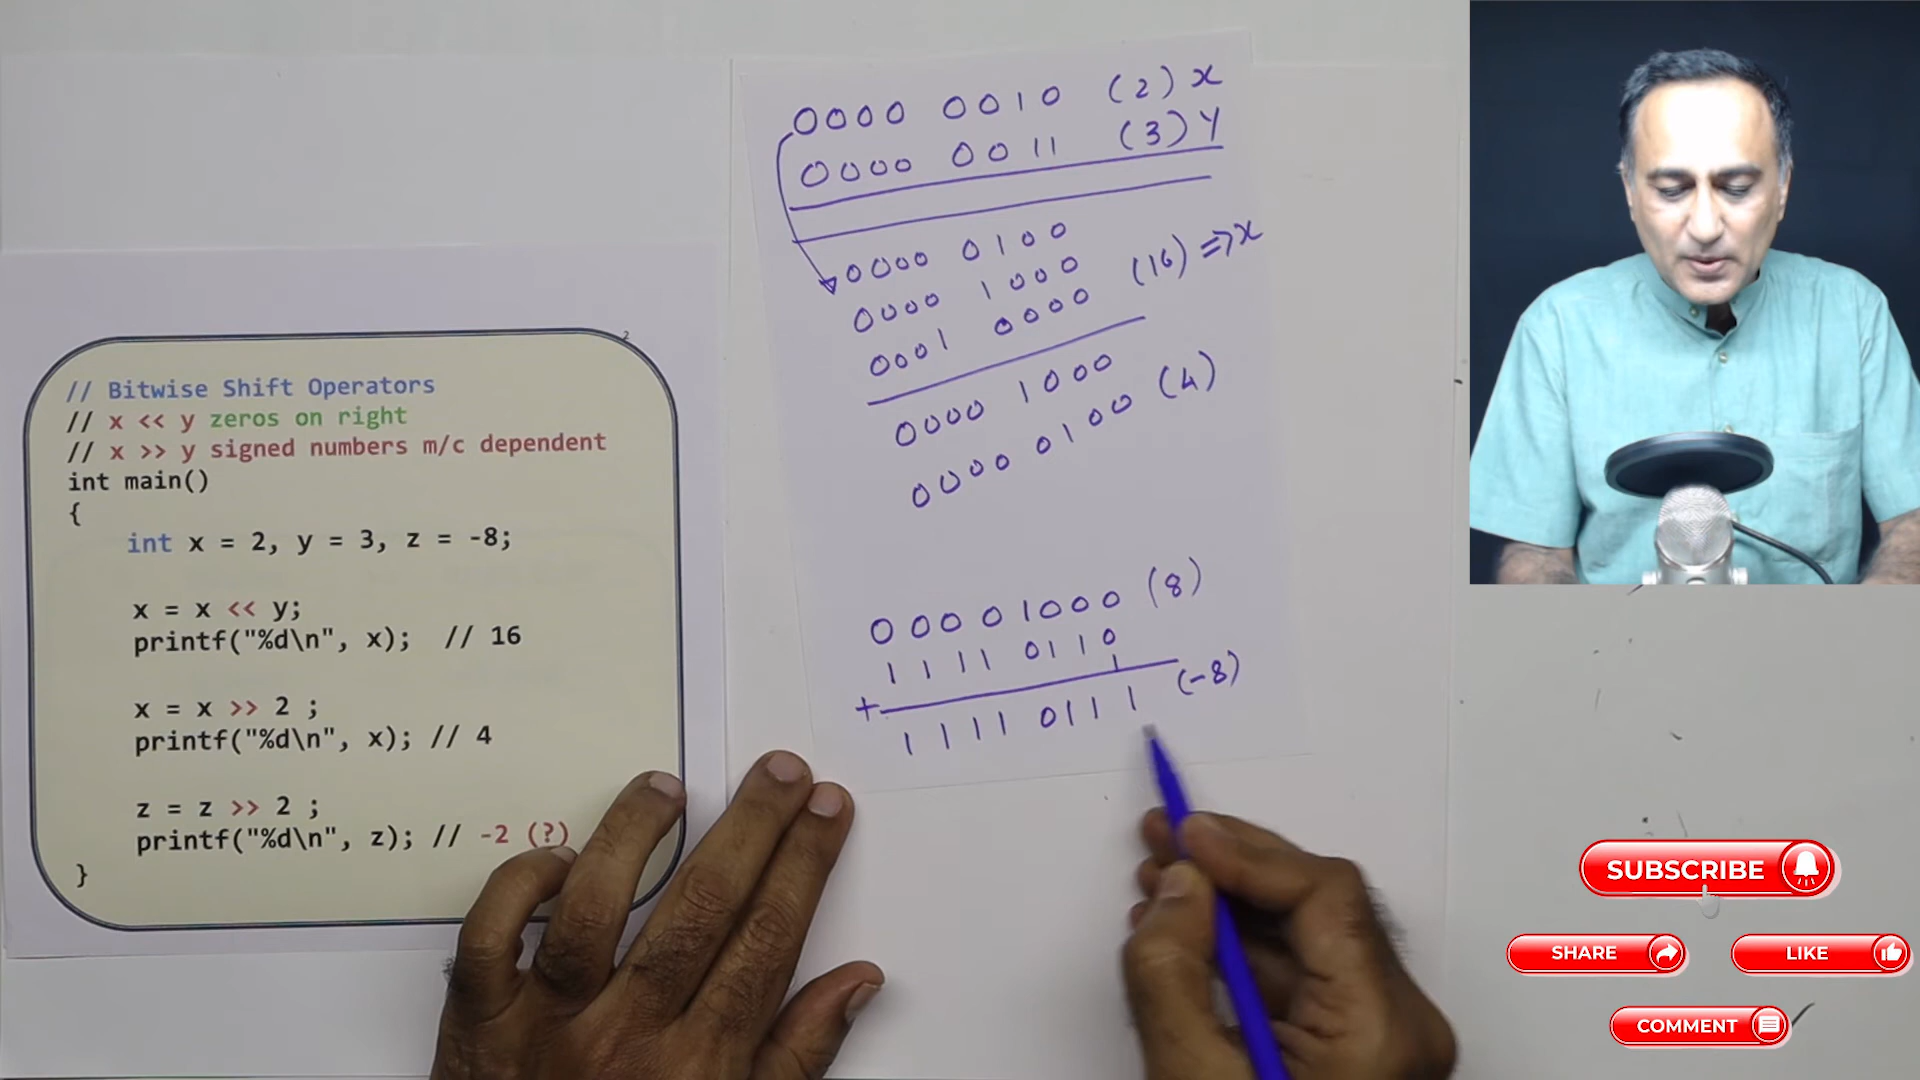 // Bitwise Shift Operators
// x << y zeros on right
// x >> y signed numbers m/c dependent
int main()
{
int x = 2, y = 3, z = -8;
x = x << y;
printf("%d\n", x); // 16
x = x >> 2 ;
printf("%d\n", x); // 4
z = z >> 2 ;
printf("%d\n", z); // -2 (?)
}
0000 0010 (2) x
0000 0011 (3) Y
0000 0100
0000 1000
0001 0000 (16) => x
0000 1000
0000 0100 (4)
0000 1000 (8)
1111 0110
1
+
1111 0111 (-8)
SUBSCRIBE
SHARE
LIKE
COMMENT